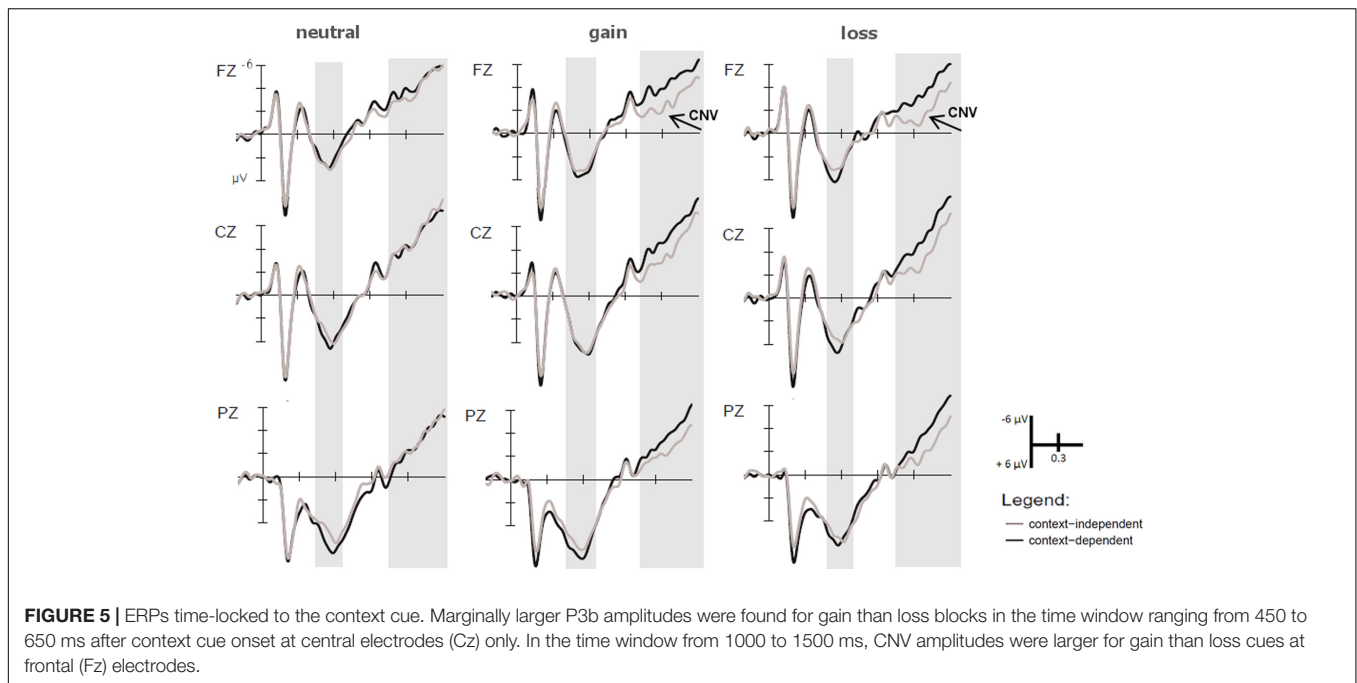 neutral gain loss
FZ -6 FZ FZ
CNV CNV
μV
CZ CZ CZ
PZ PZ PZ
-6 μV
+ 6 μV 0.3
Legend:
context-independent
context-dependent
FIGURE 5 | ERPs time-locked to the context cue. Marginally larger P3b amplitudes were found for gain than loss blocks in the time window ranging from 450 to
650 ms after context cue onset at central electrodes (Cz) only. In the time window from 1000 to 1500 ms, CNV amplitudes were larger for gain than loss cues at
frontal (Fz) electrodes.